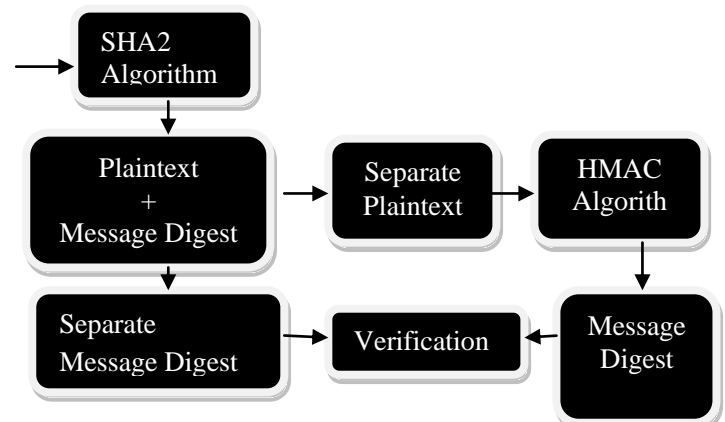 SHA2
Algorithm
Plaintext
+
Message Digest
Separate
Plaintext
HMAC
Algorith
Separate
Message Digest
Verification
Message
Digest